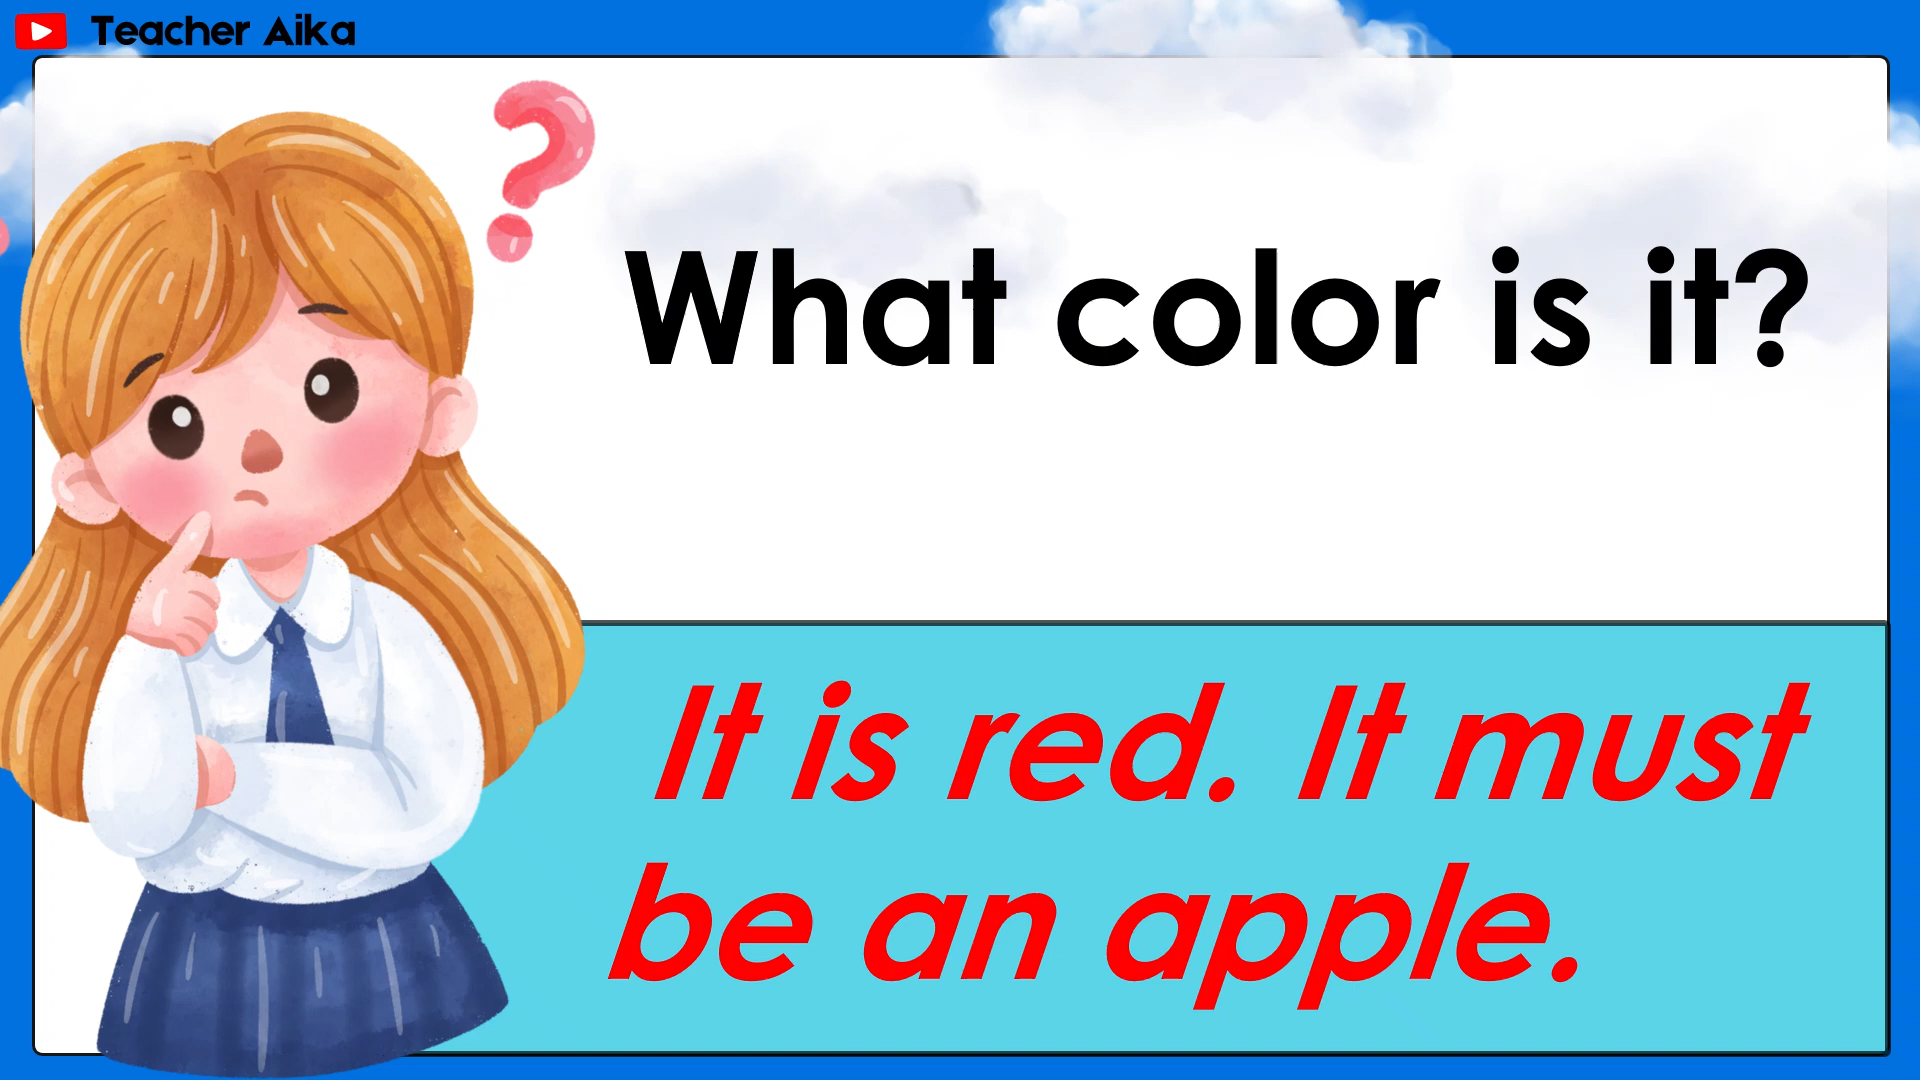 Teacher Aika
What color is it?
It is red. It must
be an apple.